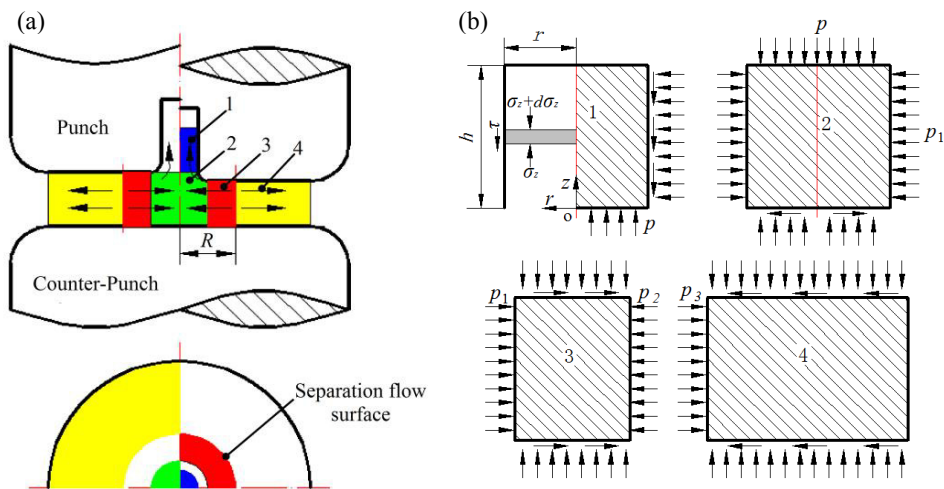 (a)
Punch
1
2
3
4
R
Counter-Punch
Separation flow
surface
(b)
r
h
τ
σz+dσz
σz
1
z
r
o
p
p
2
p1
p1
3
p2
p3
4